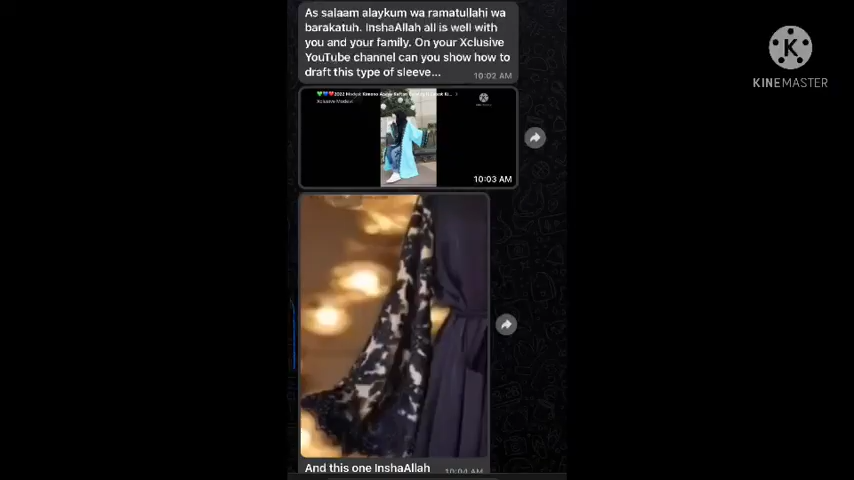 As salaam alaykum wa ramatullahi wa
barakatuh. InshaAllah all is well with
you and your family. On your Xclusive
YouTube channel can you show how to
draft this type of sleeve...
10:02 AM
10:03 AM
And this one InshaAllah
10:04 AM
K
KINEMASTER